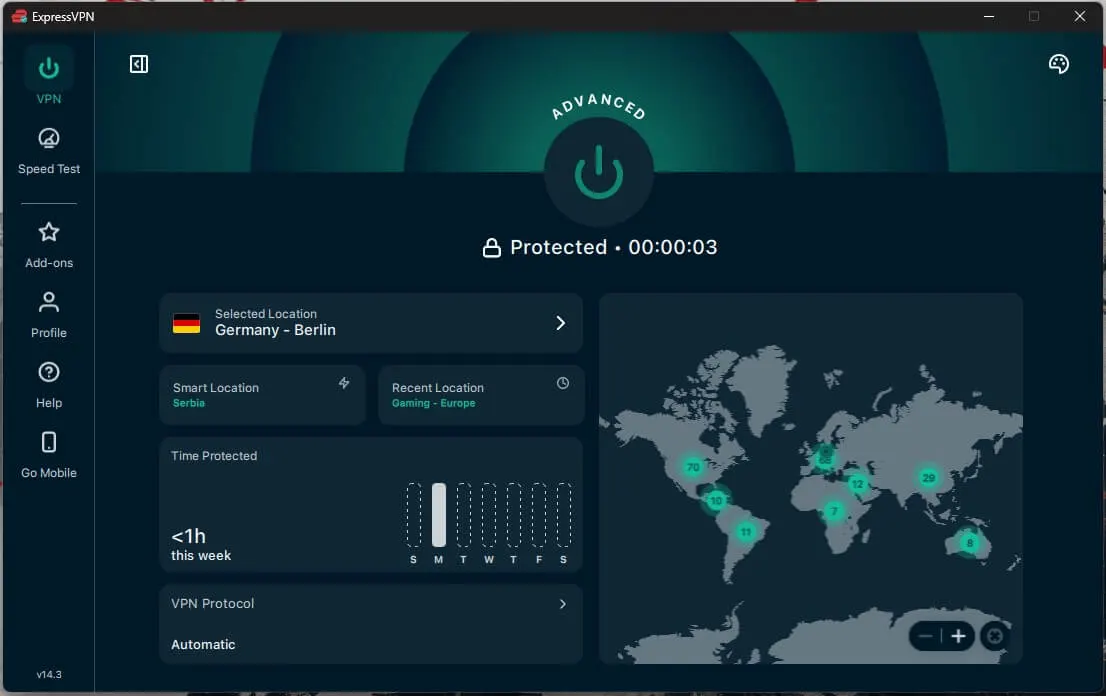 ExpressVPN
VPN
Speed Test
Add-ons
Profile
Help
Go Mobile
v14.3
ADVANCED
Protected • 00:00:03
Selected Location
Germany - Berlin
Smart Location
Serbia
Recent Location
Gaming - Europe
Time Protected
<1h
this week
S M T W T F S
VPN Protocol
Automatic
70
10
11
12
7
29
8